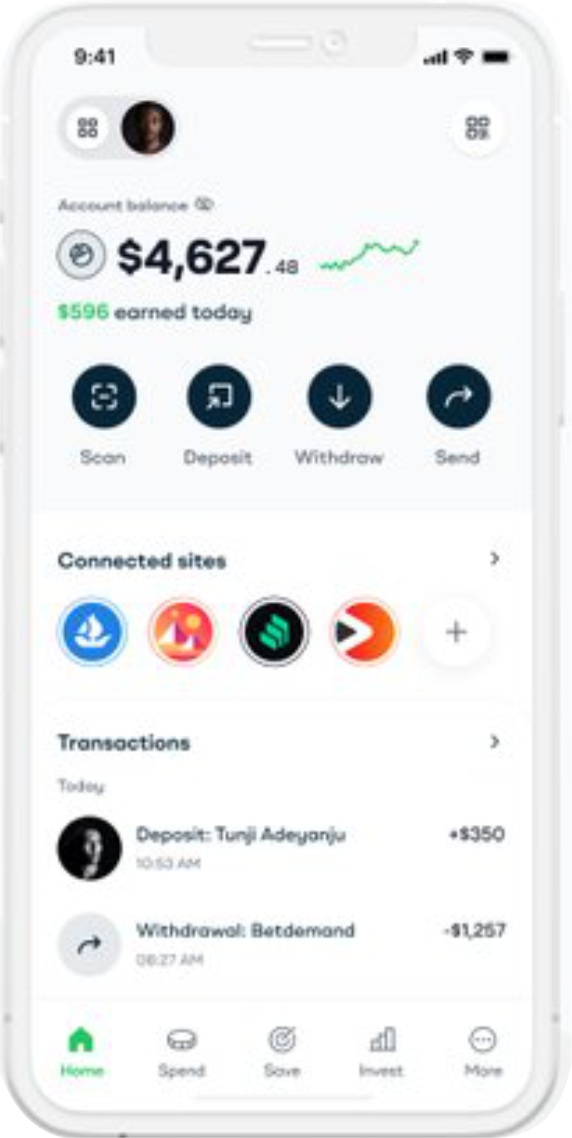 9:41
Account balance
$4,627.48
$596 earned today
Scan Deposit Withdraw Send
Connected sites
Transactions
Today
Deposit: Tunji Adeyanju +$350
10:53 AM
Withdrawal: Betdemand -$1,257
08:27 AM
Home Spend Save Invest More